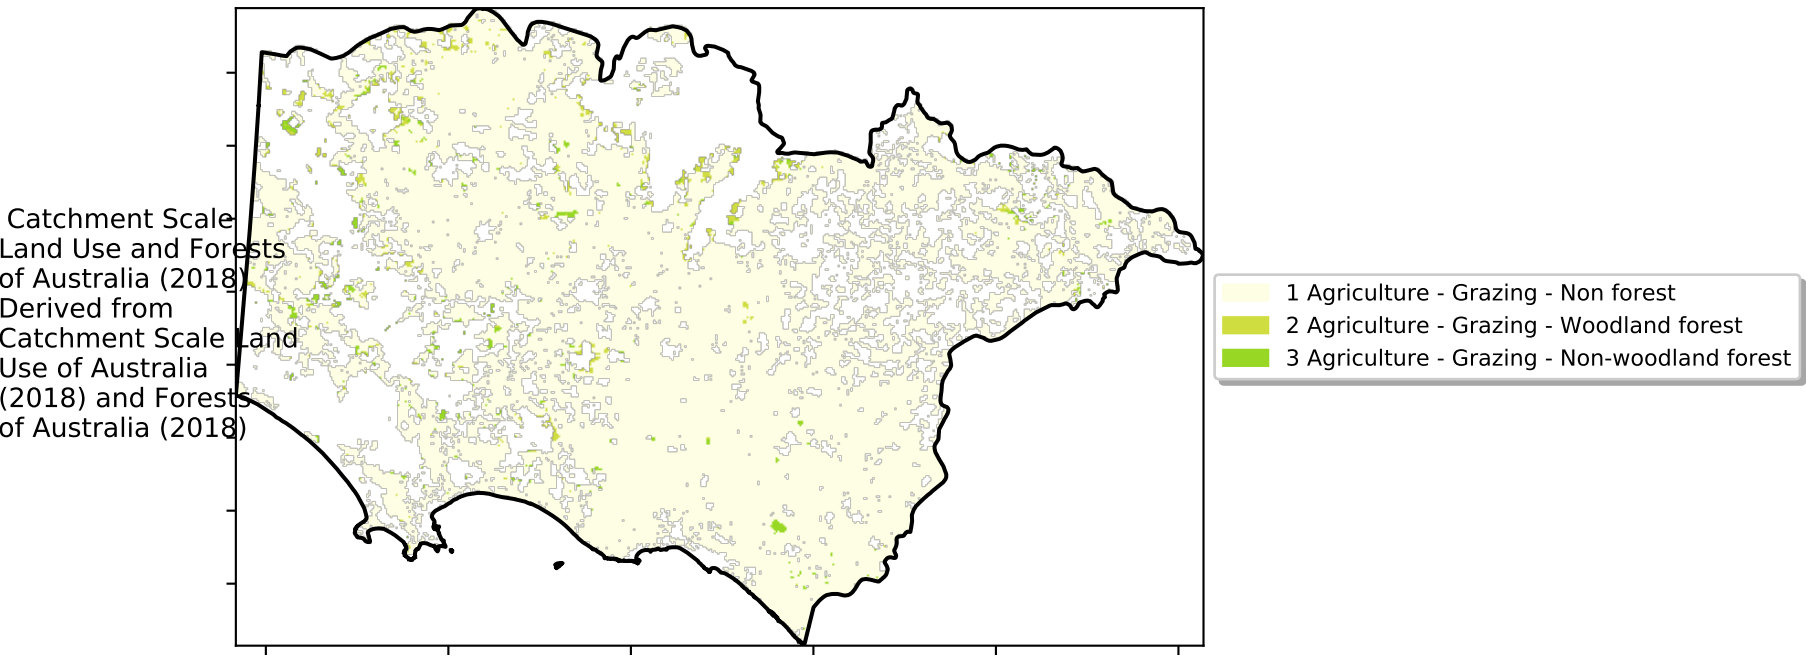 Catchment Scale
Land Use and Forests
of Australia (2018)
Derived from
Catchment Scale Land
Use of Australia
(2018) and Forests
of Australia (2018)
1 Agriculture - Grazing - Non forest
2 Agriculture - Grazing - Woodland forest
3 Agriculture - Grazing - Non-woodland forest